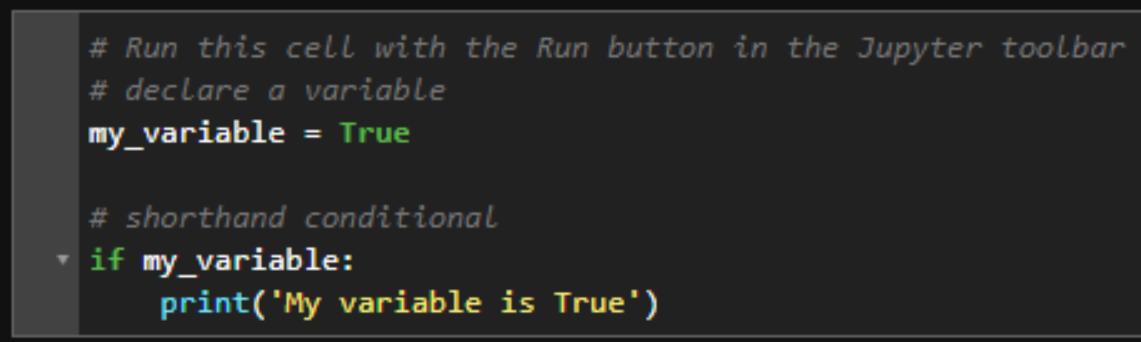 # Run this cell with the Run button in the Jupyter toolbar
# declare a variable
my_variable = True
# shorthand conditional
if my_variable:
    print('My variable is True')